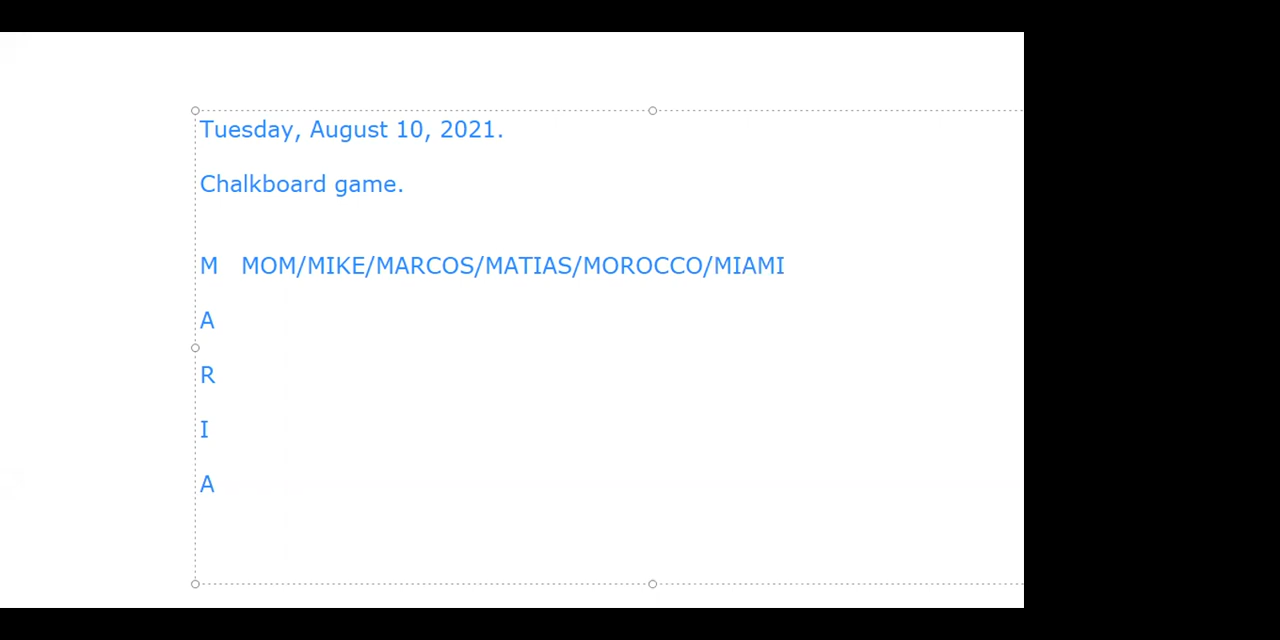 Tuesday, August 10, 2021.
Chalkboard game.
M MOM/MIKE/MARCOS/MATIAS/MOROCCO/MIAMI
A
R
I
A